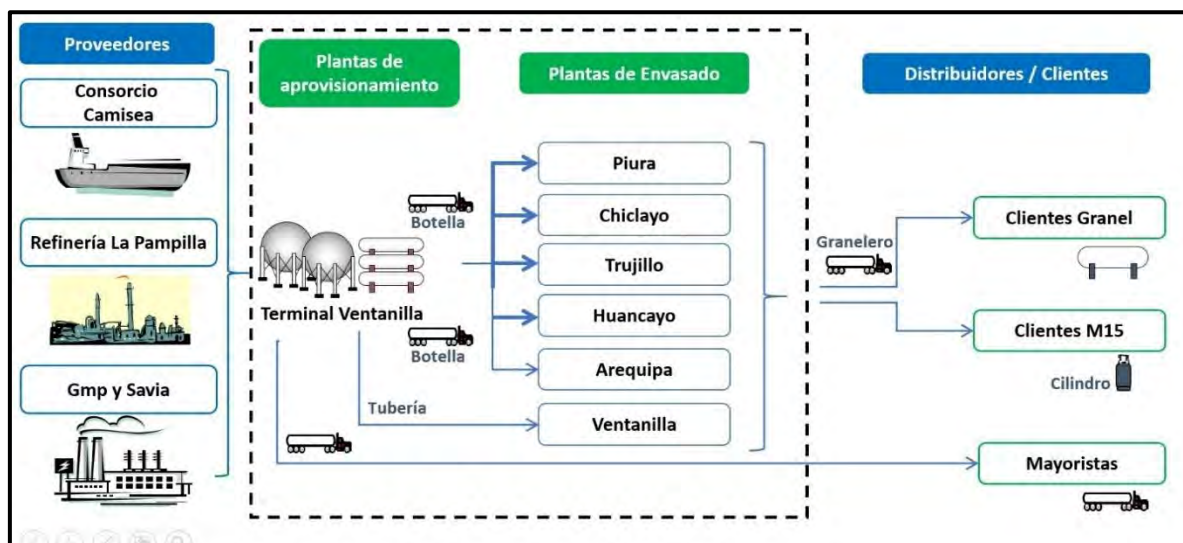 Proveedores
Consorcio
Camisea
Refinería La Pampilla
Gmp y Savia
Plantas de
aprovisionamiento
Terminal Ventanilla
Botella
Botella
Tubería
Plantas de Envasado
Piura
Chiclayo
Trujillo
Huancayo
Arequipa
Ventanilla
Distribuidores / Clientes
Granelero
Clientes Granel
Clientes M15
Cilindro
Mayoristas